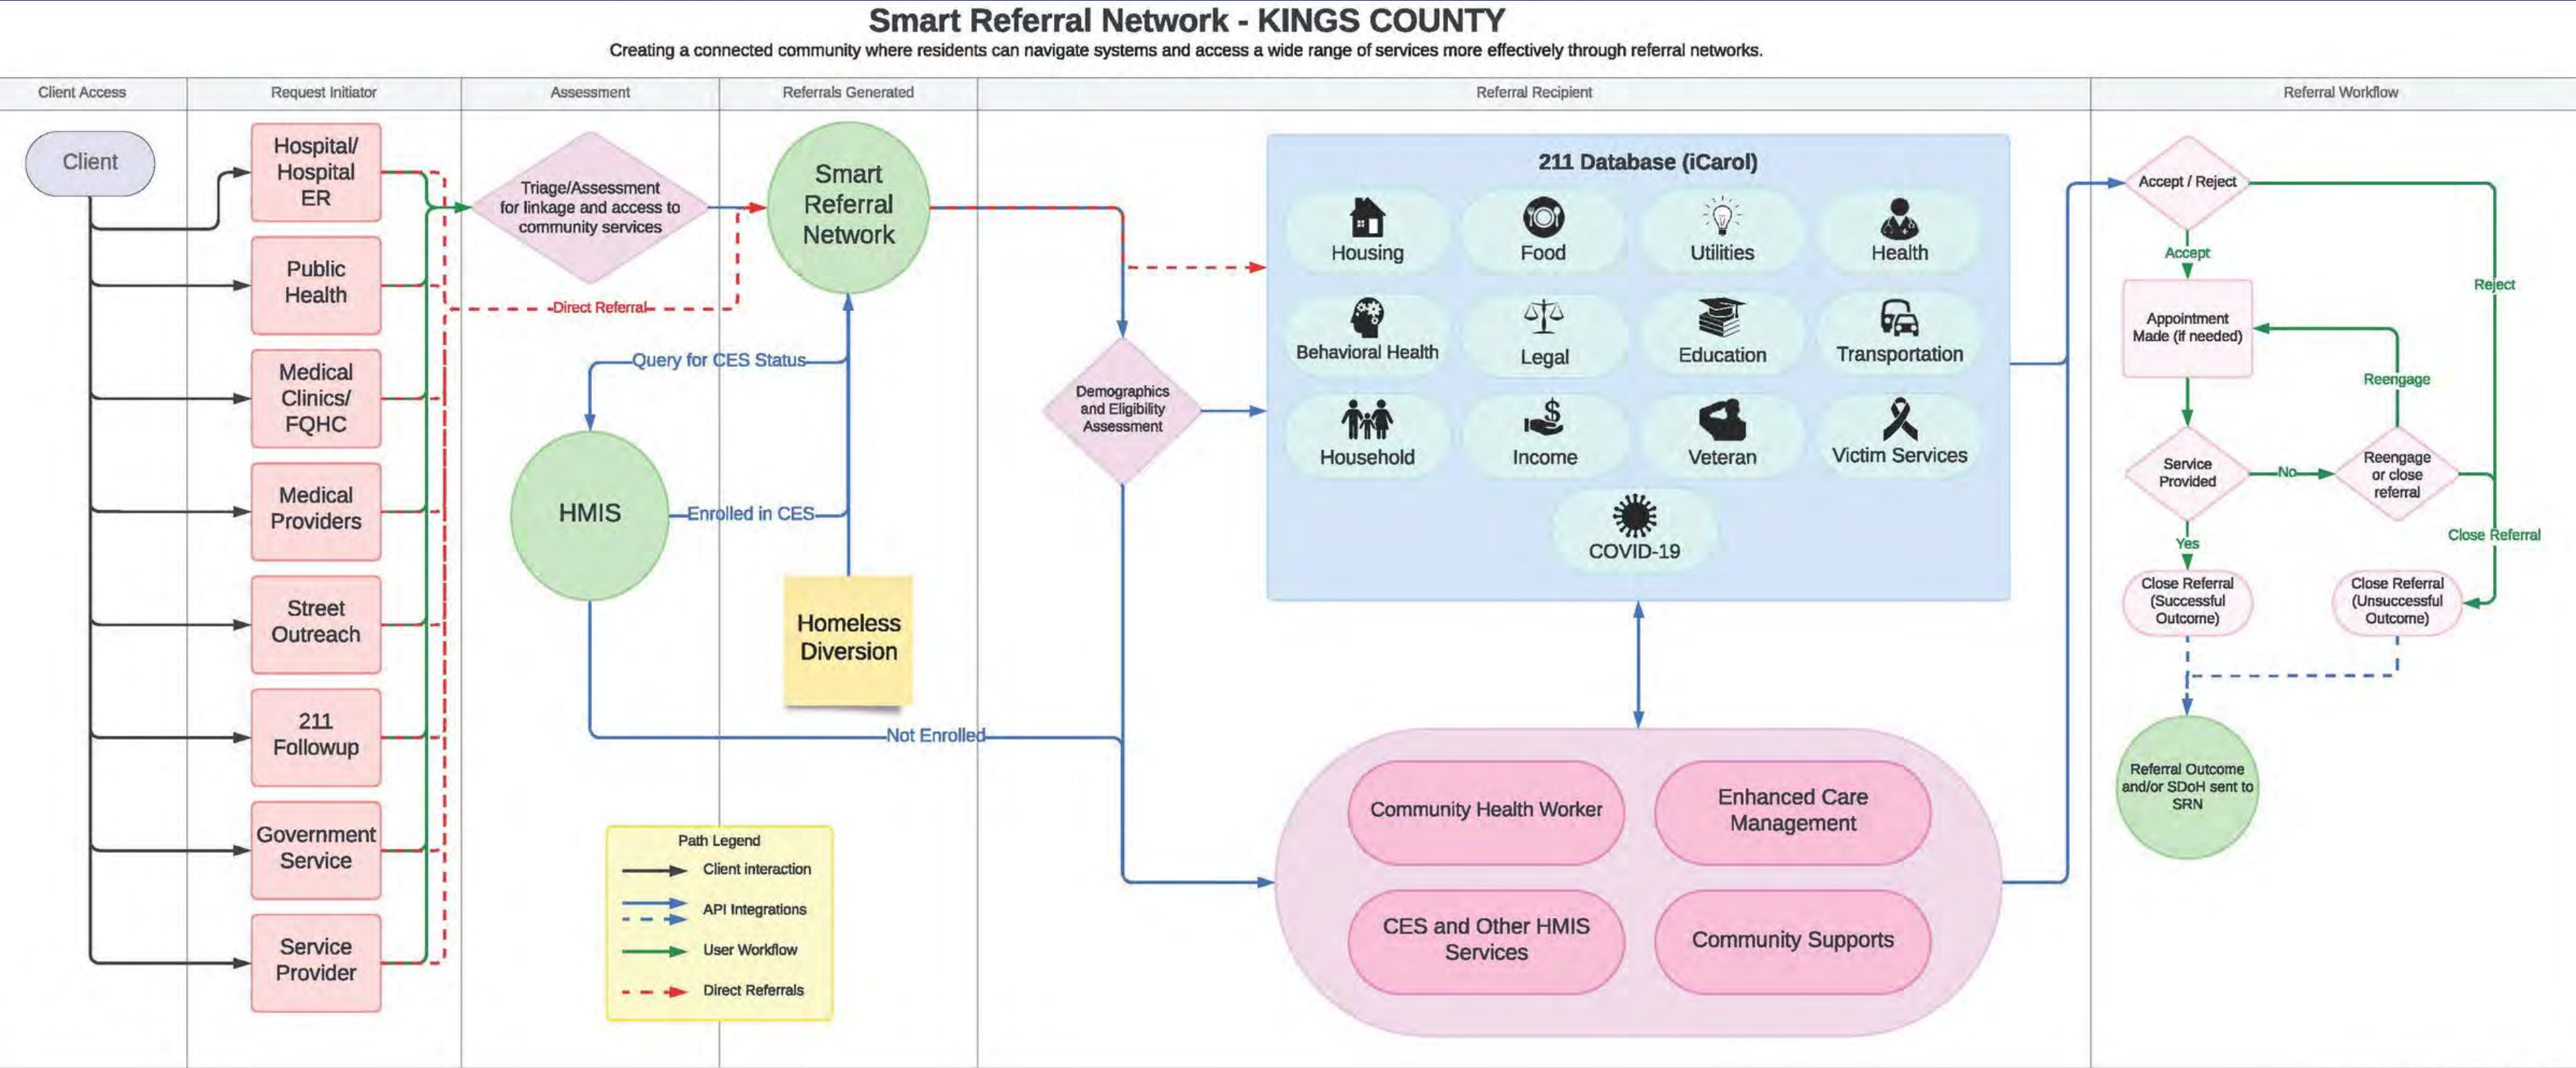 Smart Referral Network - KINGS COUNTY
Creating a connected community where residents can navigate systems and access a wide range of services more effectively through referral networks.
Client Access
Request Initiator
Assessment
Referrals Generated
Referral Recipient
Referral Workflow
Client
Hospital/
Hospital
ER
Public
Health
Medical
Clinics/
FQHC
Medical
Providers
Street
Outreach
211
Followup
Government
Service
Service
Provider
Triage/Assessment
for linkage and access to
community services
Direct Referral
Query for CES Status
HMIS
Enrolled in CES
Not Enrolled
Smart
Referral
Network
Homeless
Diversion
Path Legend
Client interaction
API Integrations
User Workflow
Direct Referrals
Demographics
and Eligibility
Assessment
211 Database (iCarol)
Housing
Food
Utilities
Health
Behavioral Health
Legal
Education
Transportation
Household
Income
Veteran
Victim Services
COVID-19
Community Health Worker
Enhanced Care
Management
CES and Other HMIS
Services
Community Supports
Accept / Reject
Accept
Reject
Appointment
Made (if needed)
Reengage
Service
Provided
No
Reengage
or close
referral
Yes
Close Referral
Close Referral
(Successful
Outcome)
Close Referral
(Unsuccessful
Outcome)
Referral Outcome
and/or SDoH sent to
SRN